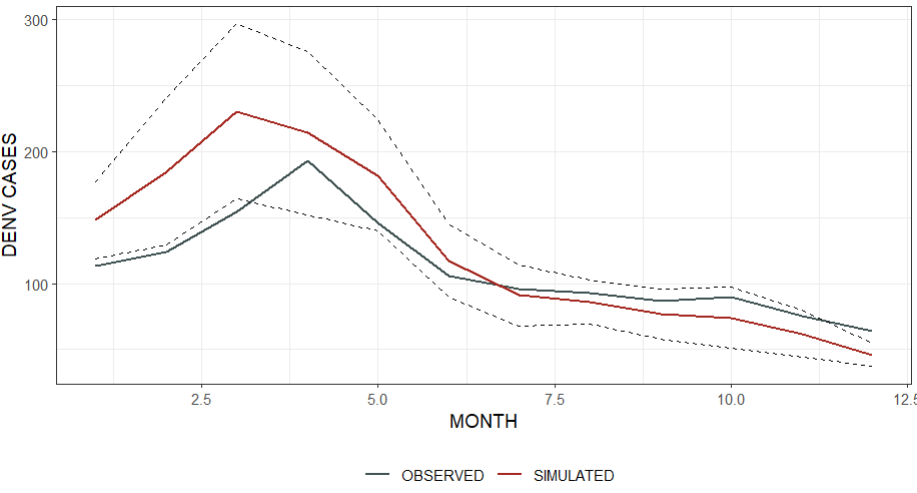 300
200
100
DENV CASES
2.5
5.0
7.5
10.0
12.5
MONTH
OBSERVED
SIMULATED